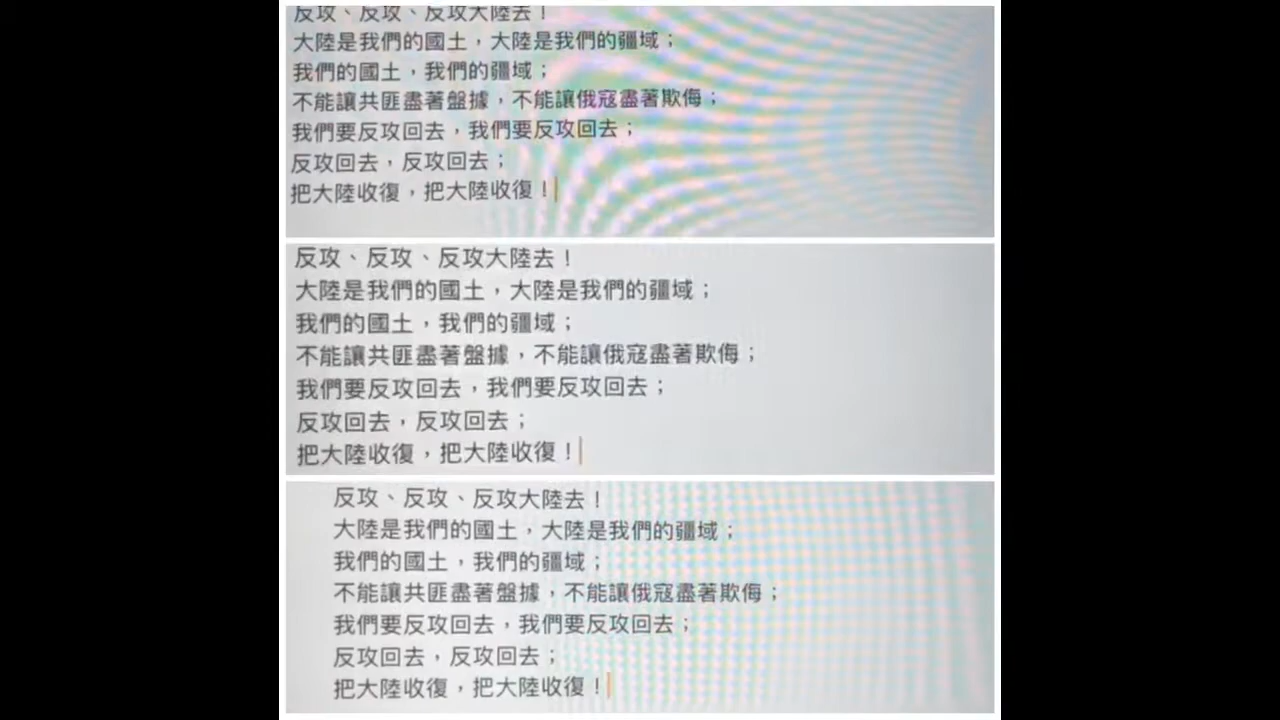 反攻、反攻、反攻大陸去！
大陸是我們的國土，大陸是我們的疆域；
我們的國土，我們的疆域；
不能讓共匪盡著盤據，不能讓俄寇盡著欺侮；
我們要反攻回去，我們要反攻回去；
反攻回去，反攻回去；
把大陸收復，把大陸收復！
反攻、反攻、反攻大陸去！
大陸是我們的國土，大陸是我們的疆域；
我們的國土，我們的疆域；
不能讓共匪盡著盤據，不能讓俄寇盡著欺侮；
我們要反攻回去，我們要反攻回去；
反攻回去，反攻回去；
把大陸收復，把大陸收復！
反攻、反攻、反攻大陸去！
大陸是我們的國土，大陸是我們的疆域；
我們的國土，我們的疆域；
不能讓共匪盡著盤據，不能讓俄寇盡著欺侮；
我們要反攻回去，我們要反攻回去；
反攻回去，反攻回去；
把大陸收復，把大陸收復！